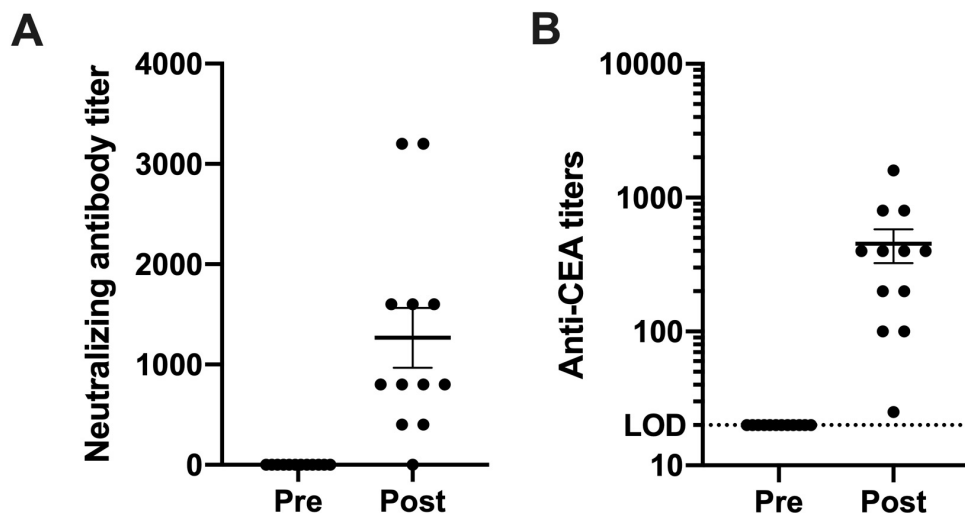 A
Neutralizing antibody titer
4000
3000
2000
1000
0
Pre
Post
B
Anti-CEA titers
10000
1000
100
LOD
10
Pre
Post